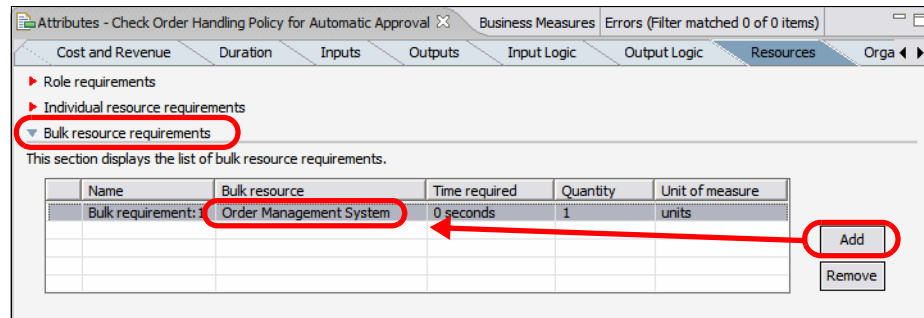 Attributes - Check Order Handling Policy for Automatic Approval Business Measures Errors (Filter matched 0 of 0 items)
Cost and Revenue Duration Inputs Outputs Input Logic Output Logic Resources Orga
Role requirements
Individual resource requirements
Bulk resource requirements
This section displays the list of bulk resource requirements.
Name Bulk resource Time required Quantity Unit of measure
Bulk requirement:1 Order Management System 0 seconds 1 units
Add
Remove